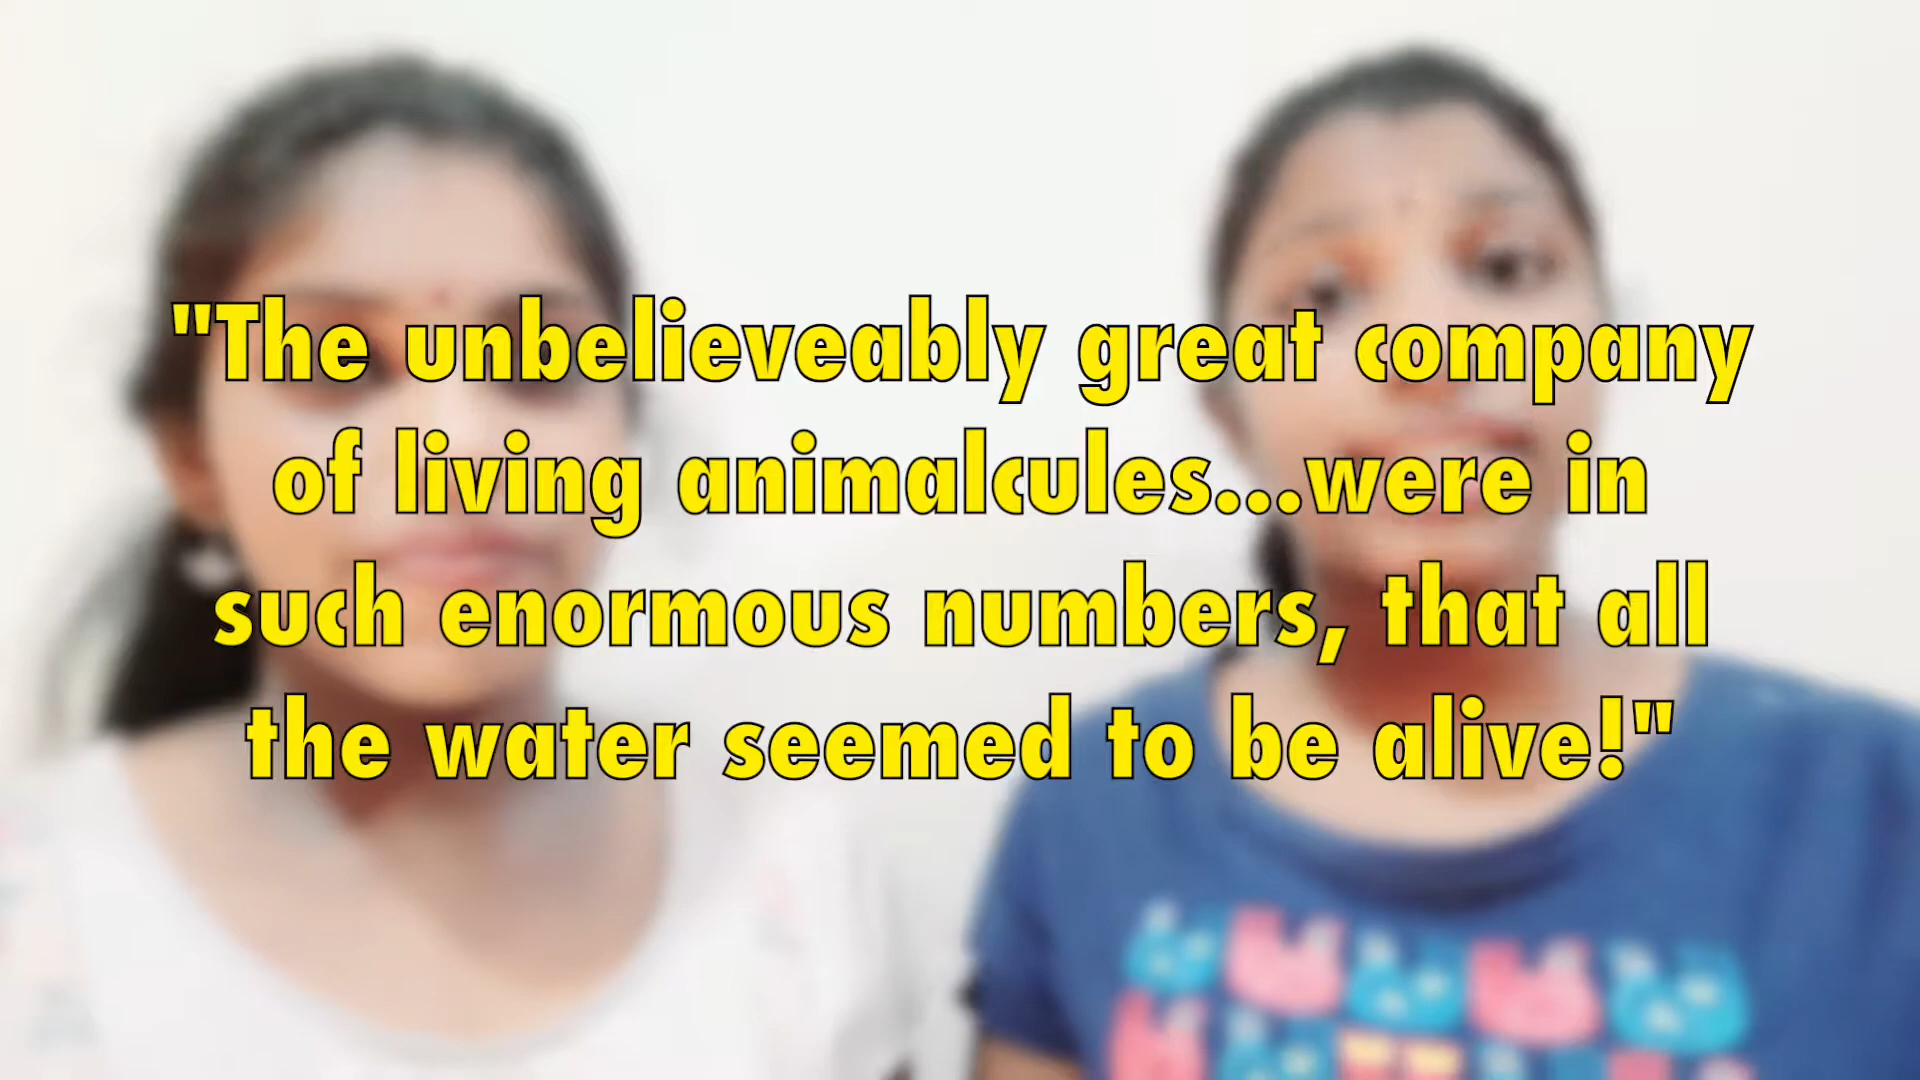 "The unbelieveably great company
of living animalcules...were in
such enormous numbers, that all
the water seemed to be alive!"